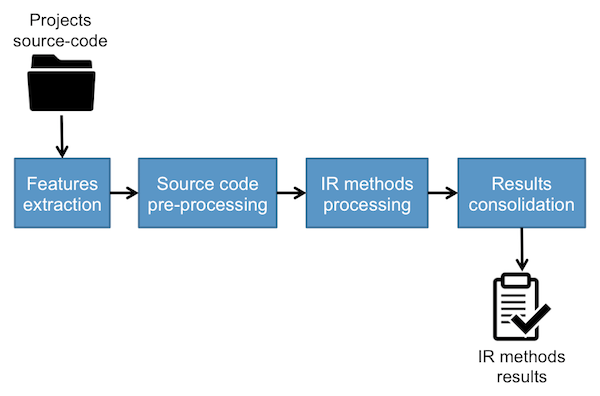 Projects
source-code
Features
extraction
Source code
pre-processing
IR methods
processing
Results
consolidation
IR methods
results